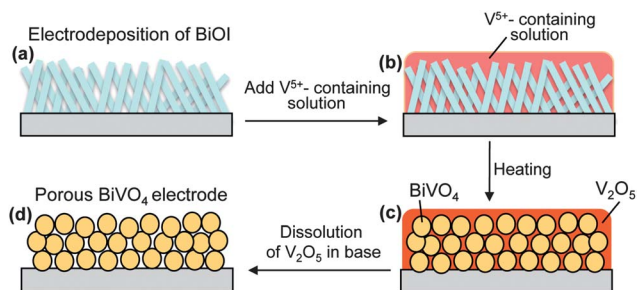 Electrodeposition of BiOI
(a)
V⁵⁺- containing
solution
(b)
Add V⁵⁺- containing
solution
Heating
Porous BiVO₄ electrode
(d)
Dissolution
of V₂O₅ in base
BiVO₄
V₂O₅
(c)